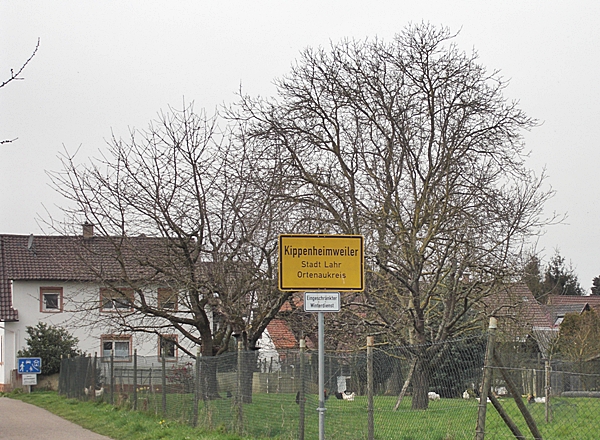 Kippenheimweiler
Stadt Lahr
Ortenaukreis
Eingeschränkter
Winterdienst